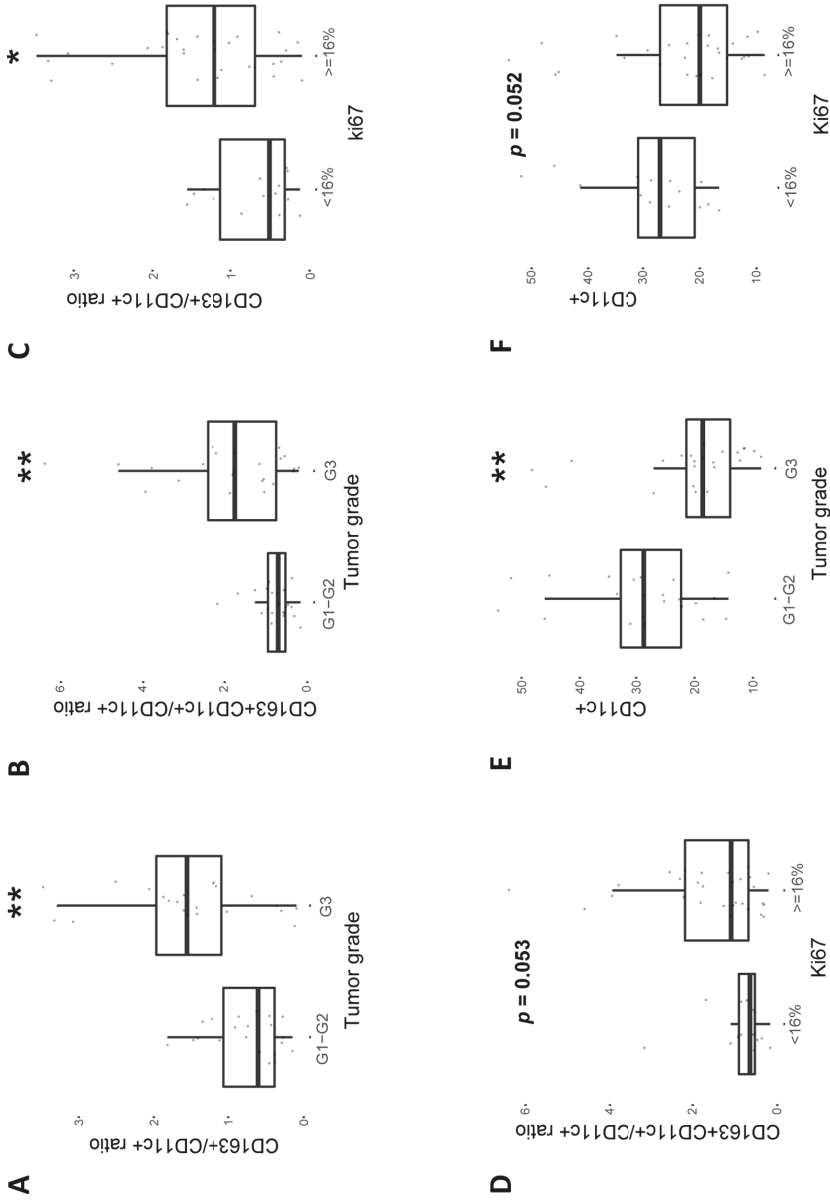 A
CD163+/CD11c+ ratio
3
2
1
0
G1−G2
G3
Tumor grade
**
B
CD163+CD11c+/CD11c+ ratio
6
4
2
0
G1−G2
G3
Tumor grade
**
C
CD163+/CD11c+ ratio
3
2
1
0
<16%
>=16%
ki67
*
D
CD163+CD11c+/CD11c+ ratio
6
4
2
0
<16%
>=16%
Ki67
p = 0.053
E
CD11c+
50
40
30
20
10
G1−G2
G3
Tumor grade
**
F
CD11c+
50
40
30
20
10
<16%
>=16%
Ki67
p = 0.052